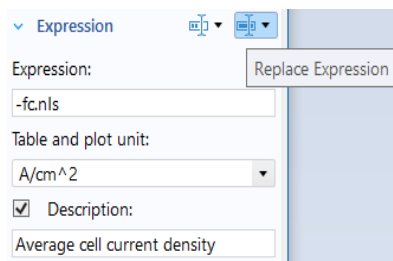 Expression
Replace Expression
Expression:
-fc.nIs
Table and plot unit:
A/cm^2
Description:
Average cell current density